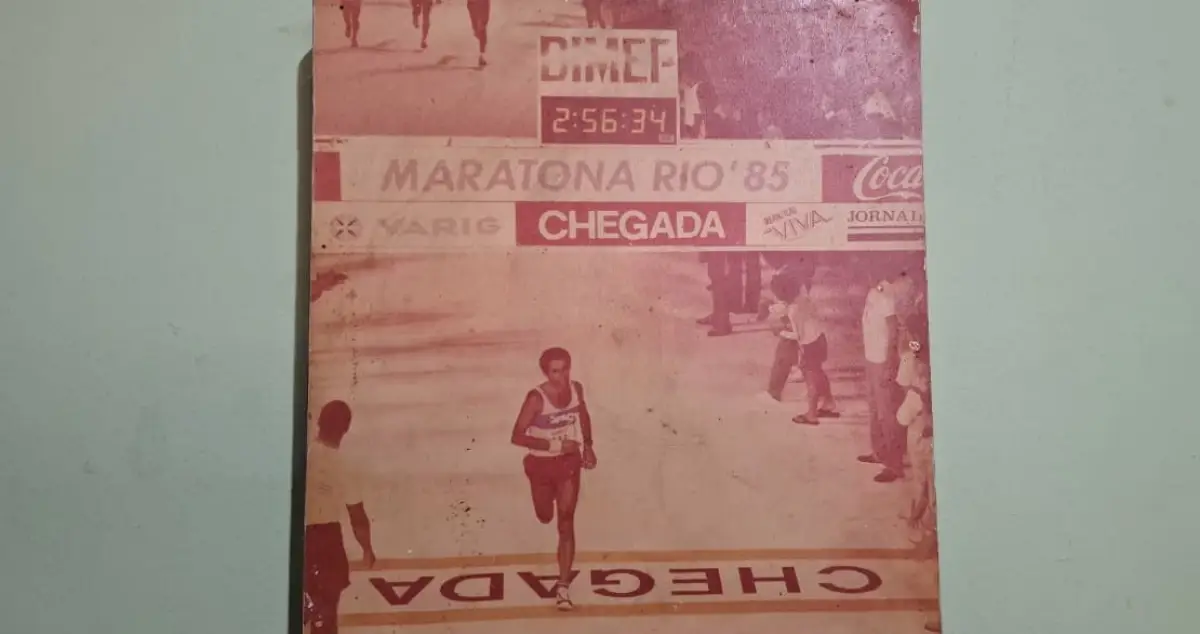 DIMEP
2:56:34
MARATONA RIO'85
Coca
VARIG
CHEGADA
VIVA
JORNAL
CHEGADA